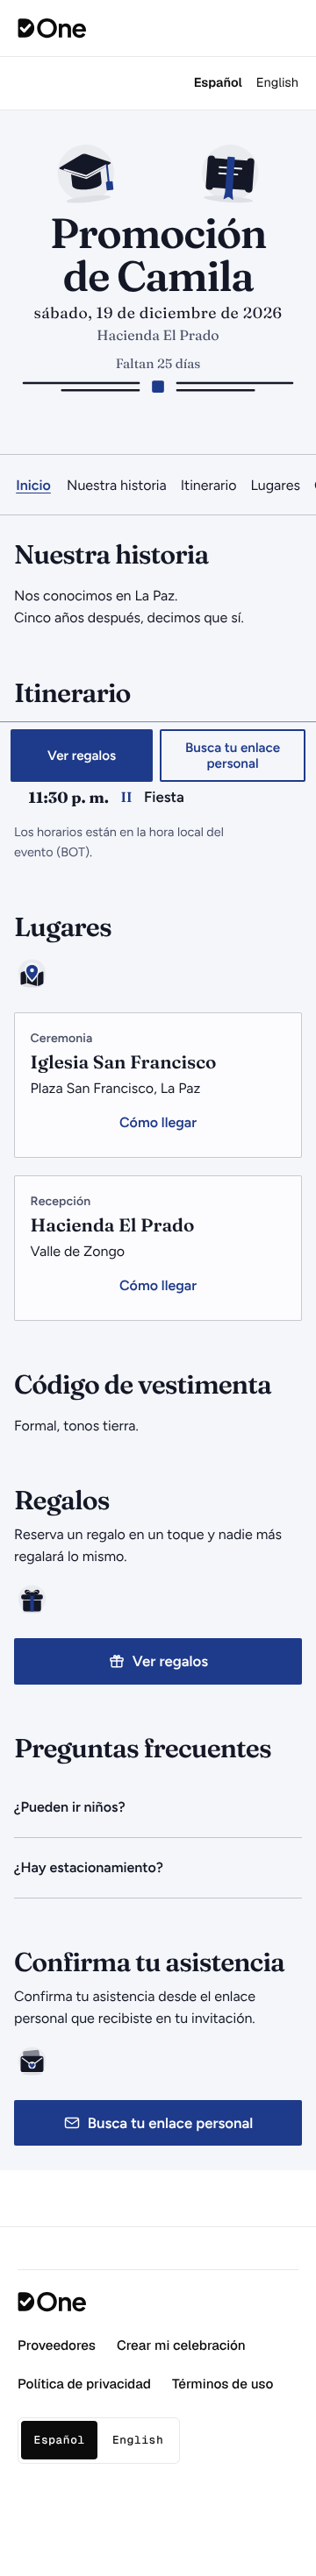 One
Español English
Promoción
de Camila
sábado, 19 de diciembre de 2026
Hacienda El Prado
Faltan 25 días
Inicio Nuestra historia Itinerario Lugares
Nuestra historia
Nos conocimos en La Paz.
Cinco años después, decimos que sí.
Itinerario
Ver regalos
Busca tu enlace
personal
11:30 p. m. II Fiesta
Los horarios están en la hora local del
evento (BOT).
Lugares
Ceremonia
Iglesia San Francisco
Plaza San Francisco, La Paz
Cómo llegar
Recepción
Hacienda El Prado
Valle de Zongo
Cómo llegar
Código de vestimenta
Formal, tonos tierra.
Regalos
Reserva un regalo en un toque y nadie más
regalará lo mismo.
Ver regalos
Preguntas frecuentes
¿Pueden ir niños?
¿Hay estacionamiento?
Confirma tu asistencia
Confirma tu asistencia desde el enlace
personal que recibiste en tu invitación.
Busca tu enlace personal
One
Proveedores Crear mi celebración
Política de privacidad Términos de uso
Español English